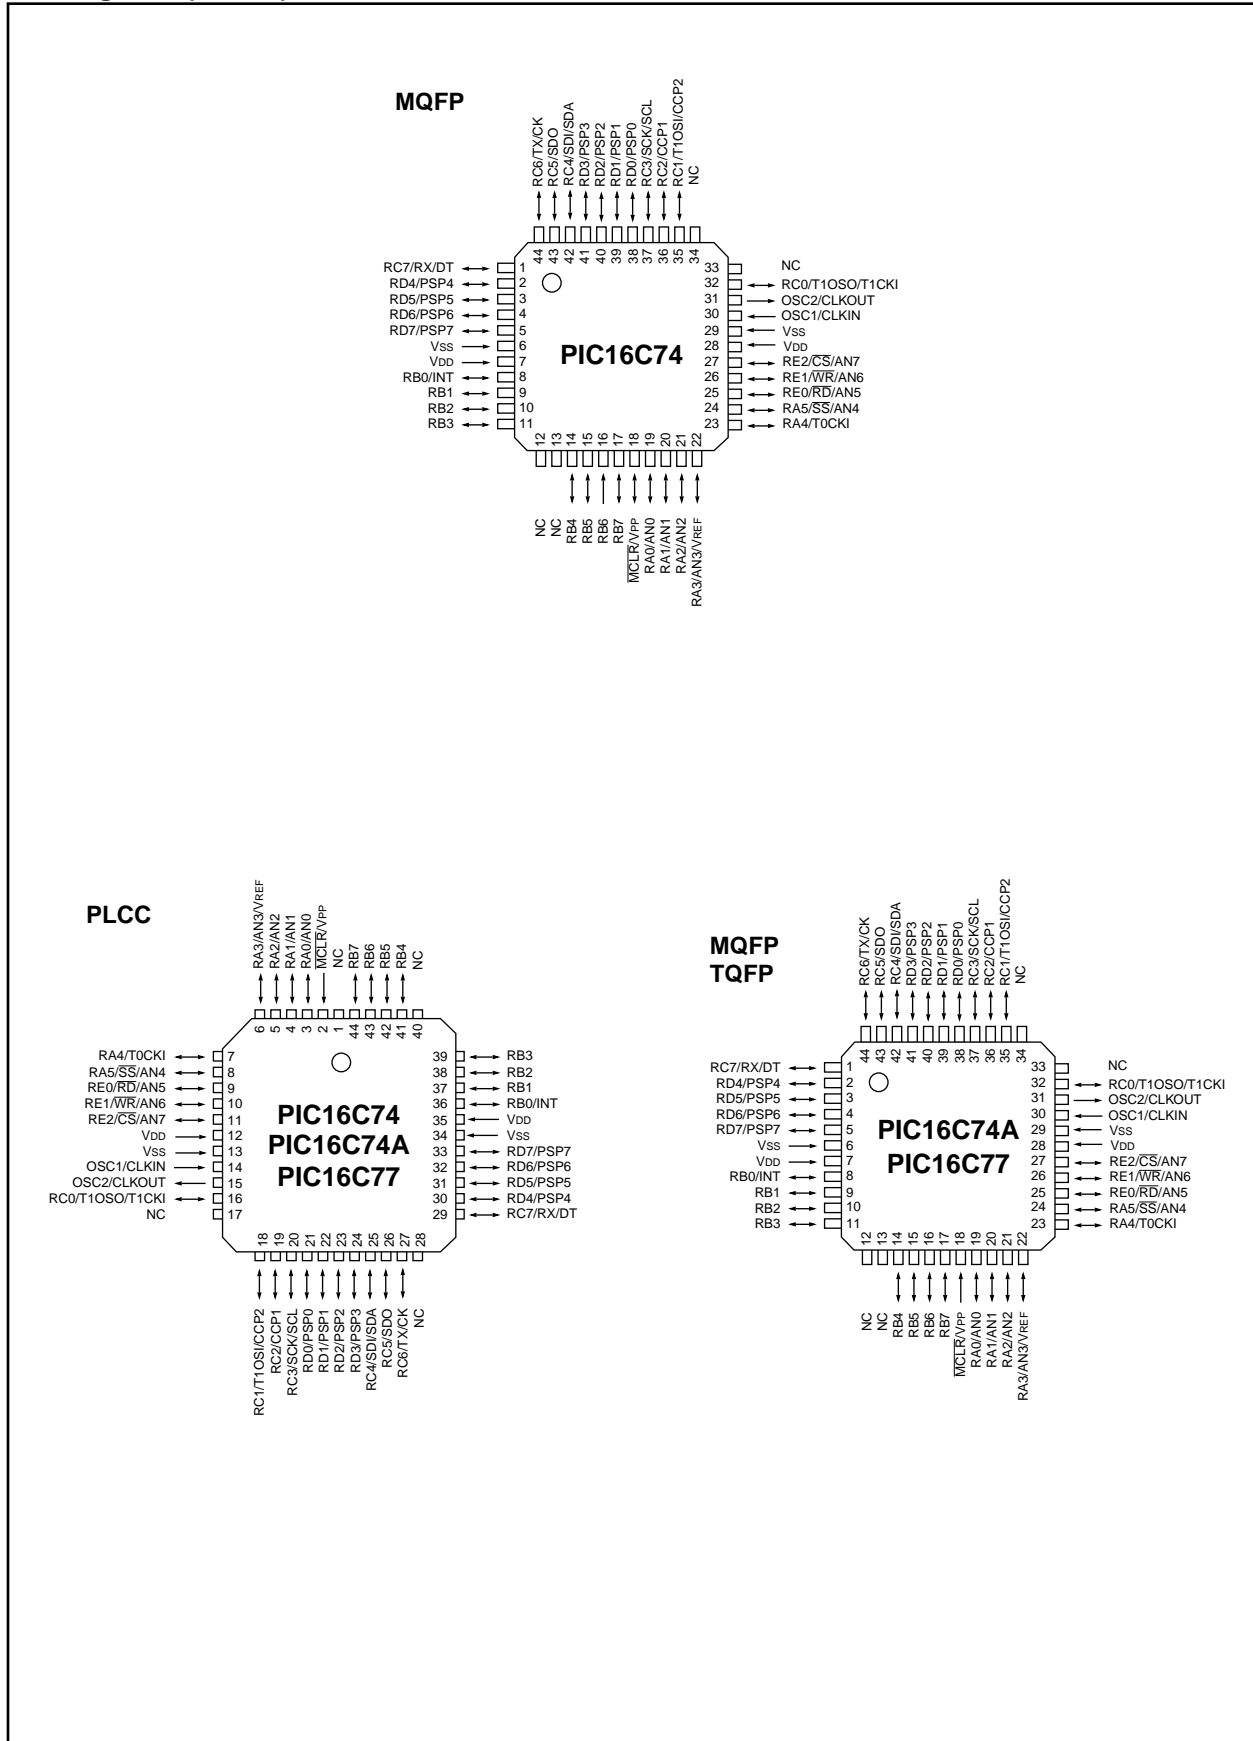 MQFP
RC6/TX/CK
RC5/SDO
RC4/SDI/SDA
RD3/PSP3
RD2/PSP2
RD1/PSP1
RD0/PSP0
RC3/SCK/SCL
RC2/CCP1
RC1/T1OSI/CCP2
NC
44 43 42 41 40 39 38 37 36 35 34
RC7/RX/DT 1
RD4/PSP4 2
RD5/PSP5 3
RD6/PSP6 4
RD7/PSP7 5
VSS 6
VDD 7
RB0/INT 8
RB1 9
RB2 10
RB3 11
PIC16C74
33 NC
32 RC0/T1OSO/T1CKI
31 OSC2/CLKOUT
30 OSC1/CLKIN
29 VSS
28 VDD
27 RE2/CS/AN7
26 RE1/WR/AN6
25 RE0/RD/AN5
24 RA5/SS/AN4
23 RA4/T0CKI
12 13 14 15 16 17 18 19 20 21 22
NC
NC
RB4
RB5
RB6
RB7
MCLR/VPP
RA0/AN0
RA1/AN1
RA2/AN2
RA3/AN3/VREF
PLCC
RA3/AN3/VREF
RA2/AN2
RA1/AN1
RA0/AN0
MCLR/VPP
NC
RB7
RB6
RB5
RB4
NC
6 5 4 3 2 1 44 43 42 41 40
RA4/T0CKI 7
RA5/SS/AN4 8
RE0/RD/AN5 9
RE1/WR/AN6 10
RE2/CS/AN7 11
VDD 12
VSS 13
OSC1/CLKIN 14
OSC2/CLKOUT 15
RC0/T1OSO/T1CKI 16
NC 17
PIC16C74
PIC16C74A
PIC16C77
39 RB3
38 RB2
37 RB1
36 RB0/INT
35 VDD
34 VSS
33 RD7/PSP7
32 RD6/PSP6
31 RD5/PSP5
30 RD4/PSP4
29 RC7/RX/DT
18 19 20 21 22 23 24 25 26 27 28
RC1/T1OSI/CCP2
RC2/CCP1
RC3/SCK/SCL
RD0/PSP0
RD1/PSP1
RD2/PSP2
RD3/PSP3
RC4/SDI/SDA
RC5/SDO
RC6/TX/CK
NC
MQFP
TQFP
RC6/TX/CK
RC5/SDO
RC4/SDI/SDA
RD3/PSP3
RD2/PSP2
RD1/PSP1
RD0/PSP0
RC3/SCK/SCL
RC2/CCP1
RC1/T1OSI/CCP2
NC
44 43 42 41 40 39 38 37 36 35 34
RC7/RX/DT 1
RD4/PSP4 2
RD5/PSP5 3
RD6/PSP6 4
RD7/PSP7 5
VSS 6
VDD 7
RB0/INT 8
RB1 9
RB2 10
RB3 11
PIC16C74A
PIC16C77
33 NC
32 RC0/T1OSO/T1CKI
31 OSC2/CLKOUT
30 OSC1/CLKIN
29 VSS
28 VDD
27 RE2/CS/AN7
26 RE1/WR/AN6
25 RE0/RD/AN5
24 RA5/SS/AN4
23 RA4/T0CKI
12 13 14 15 16 17 18 19 20 21 22
NC
NC
RB4
RB5
RB6
RB7
MCLR/VPP
RA0/AN0
RA1/AN1
RA2/AN2
RA3/AN3/VREF